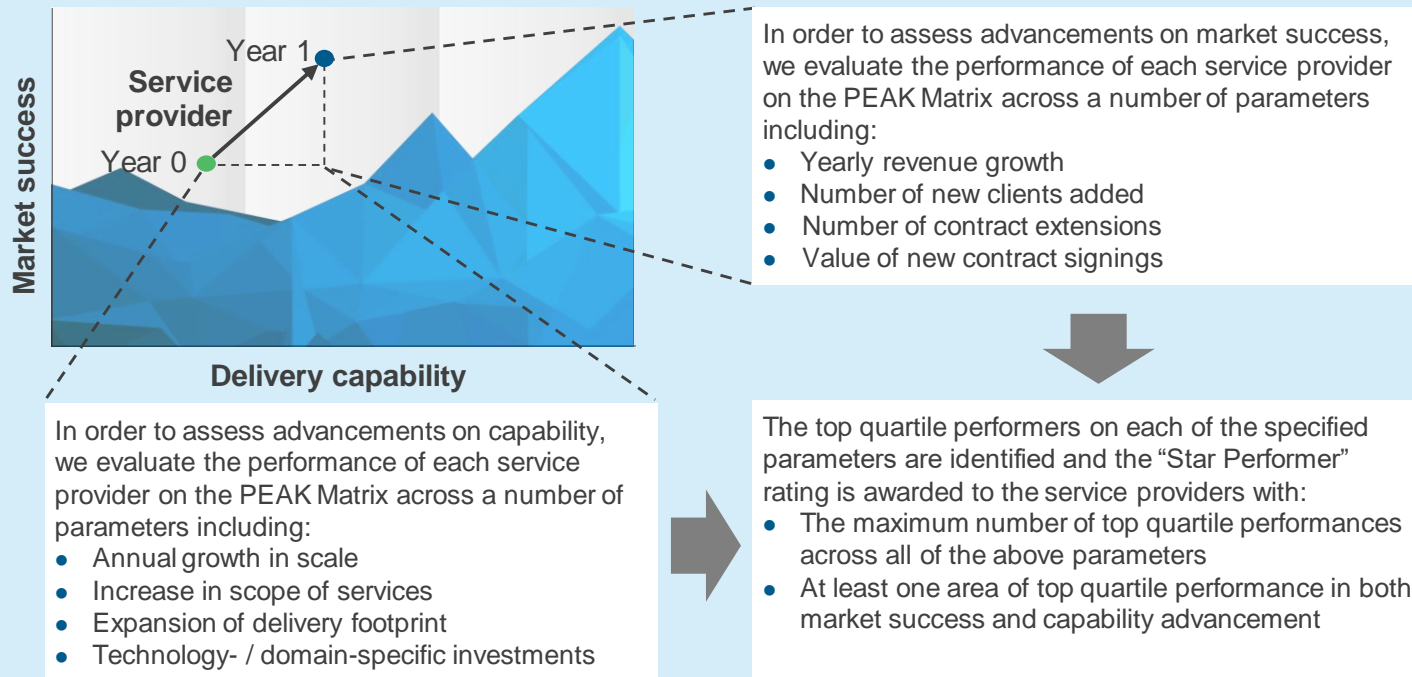 Market success
Year 1
Service
provider
Year 0
Delivery capability
In order to assess advancements on market success,
we evaluate the performance of each service provider
on the PEAK Matrix across a number of parameters
including:
● Yearly revenue growth
● Number of new clients added
● Number of contract extensions
● Value of new contract signings
In order to assess advancements on capability,
we evaluate the performance of each service
provider on the PEAK Matrix across a number of
parameters including:
● Annual growth in scale
● Increase in scope of services
● Expansion of delivery footprint
● Technology- / domain-specific investments
The top quartile performers on each of the specified
parameters are identified and the “Star Performer”
rating is awarded to the service providers with:
● The maximum number of top quartile performances
across all of the above parameters
● At least one area of top quartile performance in both
market success and capability advancement